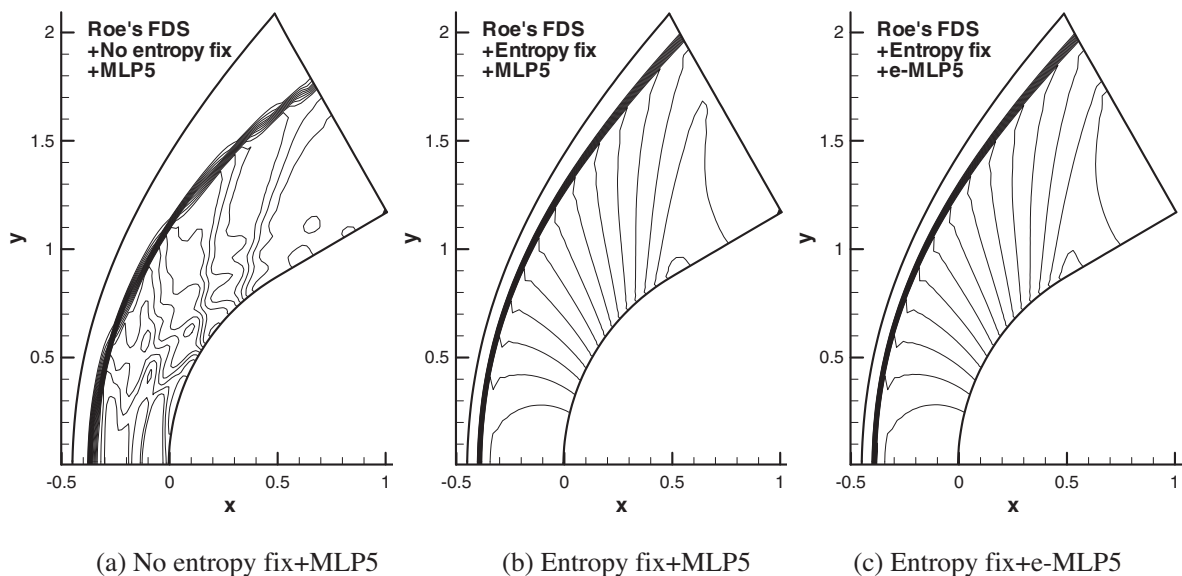 Roe's FDS
+No entropy fix
+MLP5
2
1.5
1
0.5
y
-0.5
0
0.5
1
x
(a) No entropy fix+MLP5
Roe's FDS
+Entropy fix
+MLP5
2
1.5
1
0.5
y
-0.5
0
0.5
1
x
(b) Entropy fix+MLP5
Roe's FDS
+Entropy fix
+e-MLP5
2
1.5
1
0.5
y
-0.5
0
0.5
1
x
(c) Entropy fix+e-MLP5